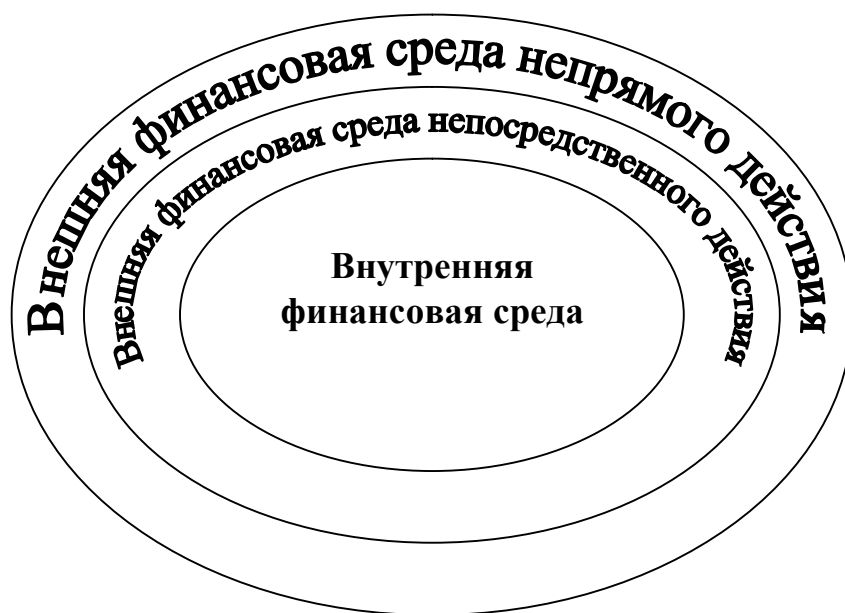 Внешняя финансовая среда непрямого действия
Внешняя финансовая среда непосредственного действия
Внутренняя
финансовая среда